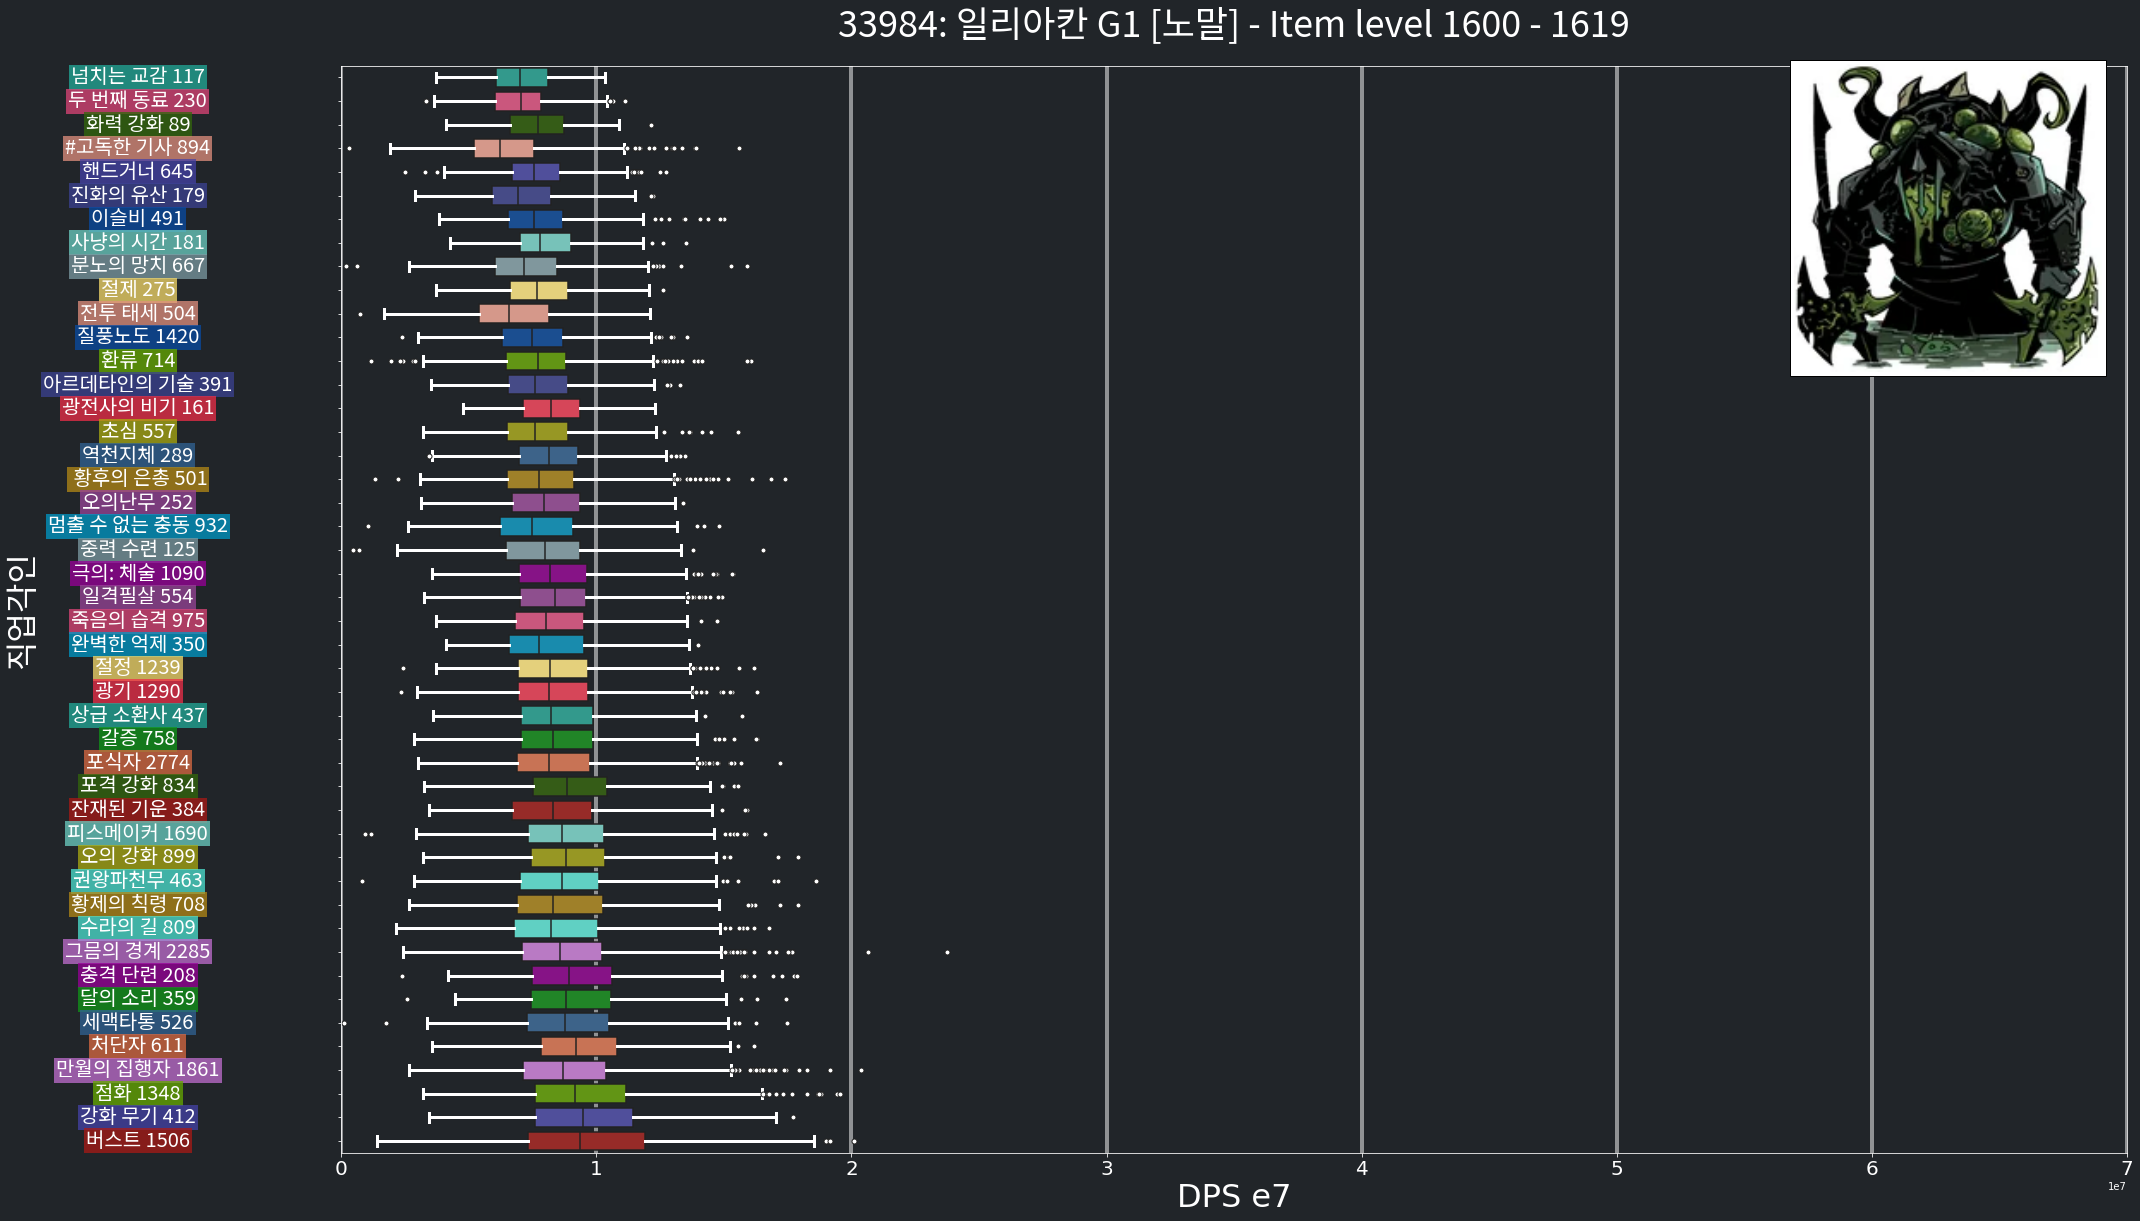 33984: 일리아칸 G1 [노말] - Item level 1600 - 1619
넘치는 교감 117
두 번째 동료 230
화력 강화 89
#고독한 기사 894
핸드거너 645
진화의 유산 179
이슬비 491
사냥의 시간 181
분노의 망치 667
절제 275
전투 태세 504
질풍노도 1420
환류 714
아르데타인의 기술 391
광전사의 비기 161
초심 557
역천지체 289
황후의 은총 501
오의난무 252
멈출 수 없는 충동 932
중력 수련 125
극의: 체술 1090
일격필살 554
죽음의 습격 975
완벽한 억제 350
절정 1239
광기 1290
상급 소환사 437
갈증 758
포식자 2774
포격 강화 834
잔재된 기운 384
피스메이커 1690
오의 강화 899
권왕파천무 463
황제의 칙령 708
수라의 길 809
그믐의 경계 2285
충격 단련 208
달의 소리 359
세맥타통 526
처단자 611
만월의 집행자 1861
점화 1348
강화 무기 412
버스트 1506
직업각인
0 1 2 3 4 5 6 7
1e7
DPS e7